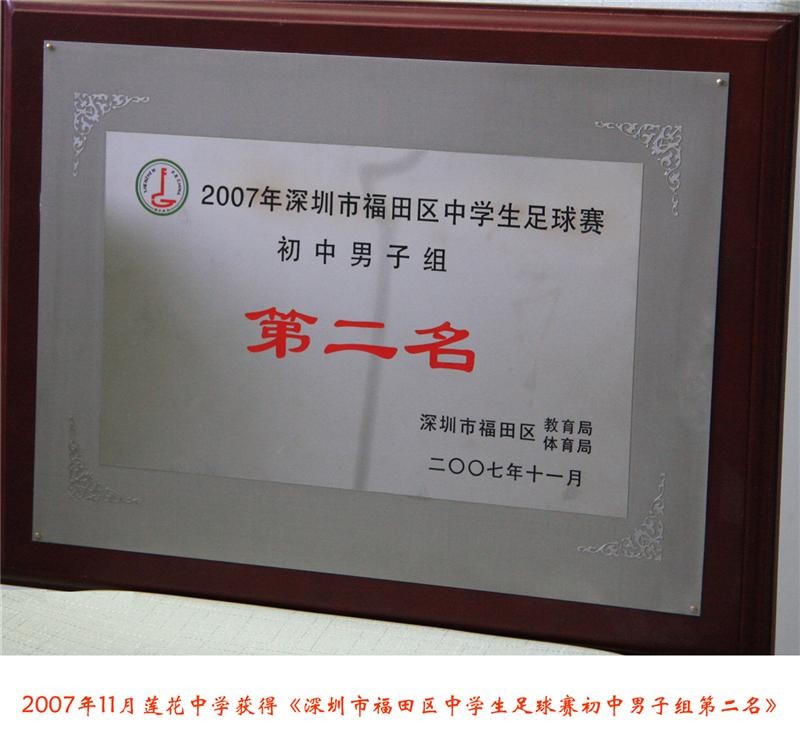 2007年深圳市福田区中学生足球赛
初中男子组
第二名
深圳市福田区 教育局
体育局
二〇〇七年十一月
2007年11月莲花中学获得《深圳市福田区中学生足球赛初中男子组第二名》